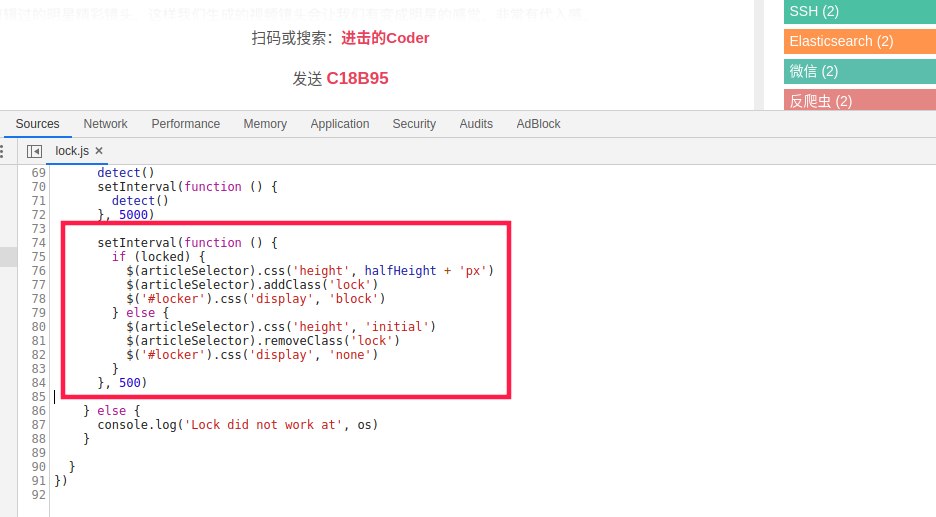 扫码或搜索：进击的Coder
发送 C18B95
SSH (2)
Elasticsearch (2)
微信 (2)
反爬虫 (2)
Sources Network Performance Memory Application Security Audits AdBlock
lock.js ×
69 detect()
70 setInterval(function () {
71 detect()
72 }, 5000)
73
74 setInterval(function () {
75 if (locked) {
76 $(articleSelector).css('height', halfHeight + 'px')
77 $(articleSelector).addClass('lock')
78 $('#locker').css('display', 'block')
79 } else {
80 $(articleSelector).css('height', 'initial')
81 $(articleSelector).removeClass('lock')
82 $('#locker').css('display', 'none')
83 }
84 }, 500)
85
86 } else {
87 console.log('Lock did not work at', os)
88 }
89
90 }
91 })
92